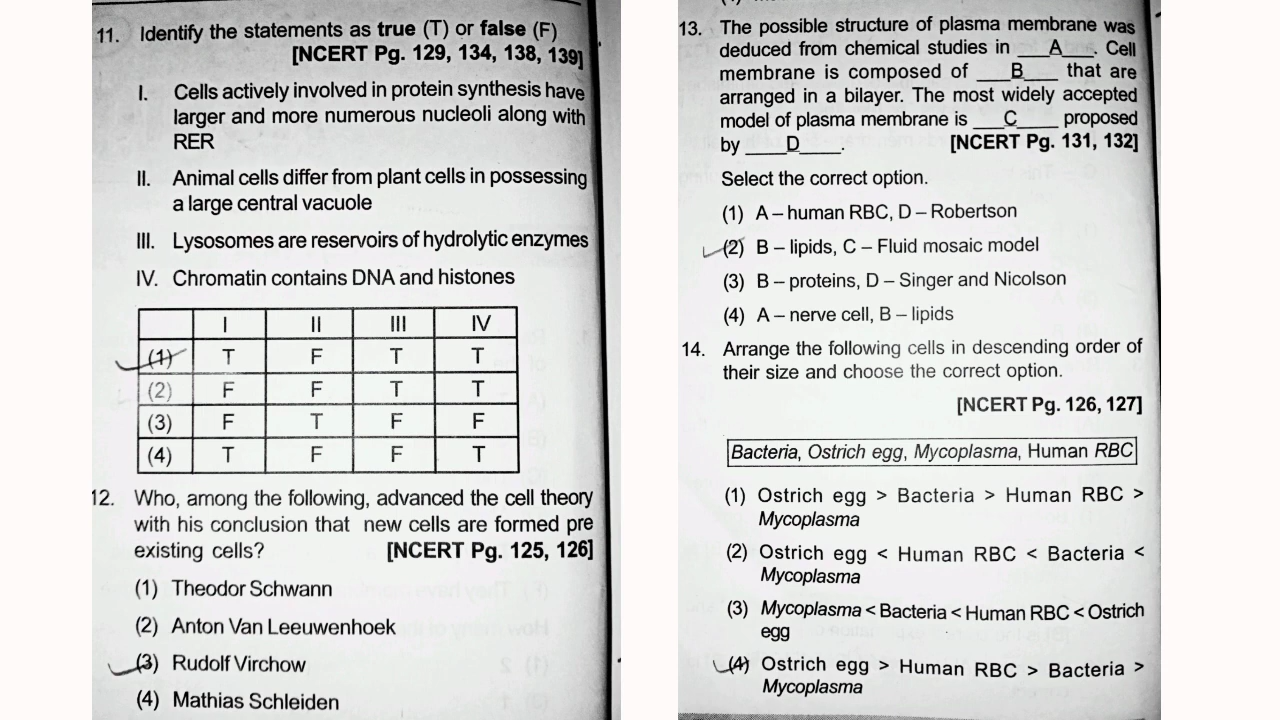 11. Identify the statements as true (T) or false (F)
[NCERT Pg. 129, 134, 138, 139]
I. Cells actively involved in protein synthesis have
larger and more numerous nucleoli along with
RER
II. Animal cells differ from plant cells in possessing
a large central vacuole
III. Lysosomes are reservoirs of hydrolytic enzymes
IV. Chromatin contains DNA and histones
I II III IV
(1) T F T T
(2) F F T T
(3) F T F F
(4) T F F T
12. Who, among the following, advanced the cell theory
with his conclusion that new cells are formed pre
existing cells? [NCERT Pg. 125, 126]
(1) Theodor Schwann
(2) Anton Van Leeuwenhoek
(3) Rudolf Virchow
(4) Mathias Schleiden
13. The possible structure of plasma membrane was
deduced from chemical studies in ___A___. Cell
membrane is composed of ___B___ that are
arranged in a bilayer. The most widely accepted
model of plasma membrane is ___C___ proposed
by ___D___. [NCERT Pg. 131, 132]
Select the correct option.
(1) A – human RBC, D – Robertson
(2) B – lipids, C – Fluid mosaic model
(3) B – proteins, D – Singer and Nicolson
(4) A – nerve cell, B – lipids
14. Arrange the following cells in descending order of
their size and choose the correct option.
[NCERT Pg. 126, 127]
Bacteria, Ostrich egg, Mycoplasma, Human RBC
(1) Ostrich egg > Bacteria > Human RBC >
Mycoplasma
(2) Ostrich egg < Human RBC < Bacteria <
Mycoplasma
(3) Mycoplasma < Bacteria < Human RBC < Ostrich
egg
(4) Ostrich egg > Human RBC > Bacteria >
Mycoplasma